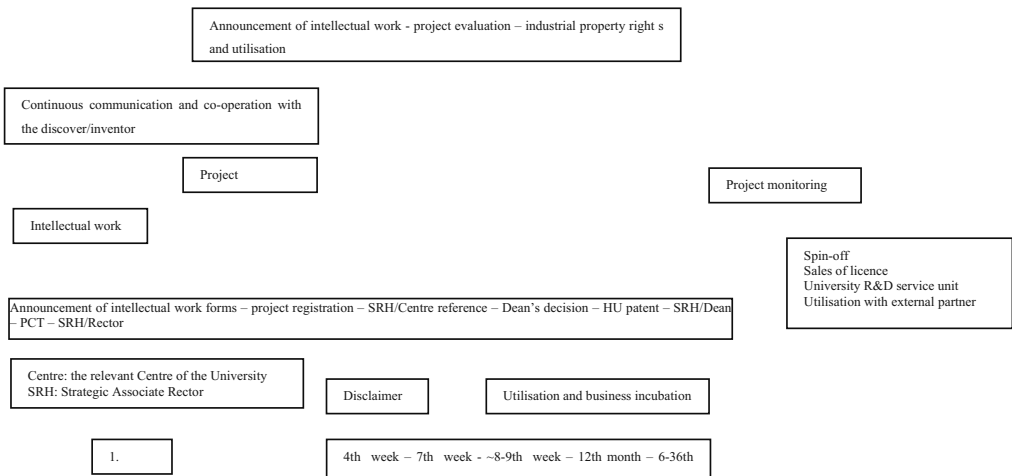 Announcement of intellectual work - project evaluation – industrial property right s
and utilisation
Continuous communication and co-operation with
the discover/inventor
Project
Project monitoring
Intellectual work
Spin-off
Sales of licence
University R&D service unit
Utilisation with external partner
Announcement of intellectual work forms – project registration – SRH/Centre reference – Dean's decision – HU patent – SRH/Dean
– PCT – SRH/Rector
Centre: the relevant Centre of the University
SRH: Strategic Associate Rector
Disclaimer
Utilisation and business incubation
1.
4th week – 7th week - ~8-9th week – 12th month – 6-36th